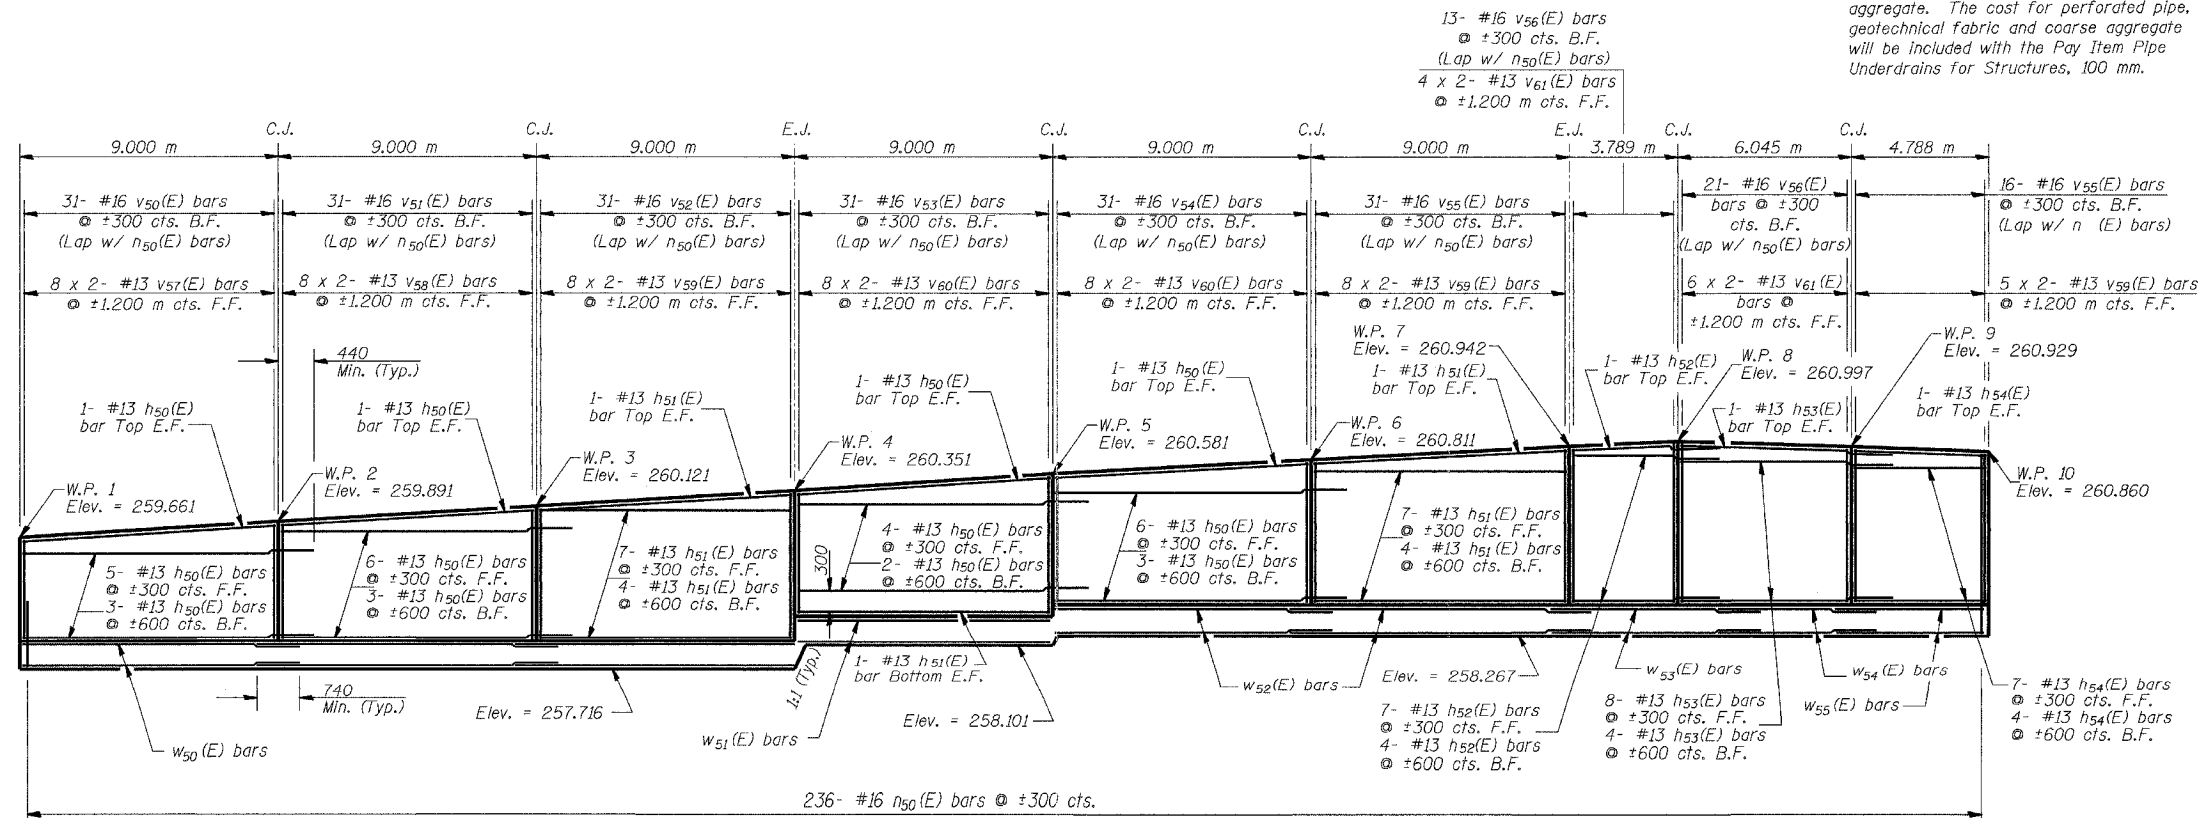 aggregate. The cost for perforated pipe,
geotechnical fabric and coarse aggregate
will be included with the Pay Item Pipe
Underdrains for Structures, 100 mm.
13- #16 v56(E) bars
@ ±300 cts. B.F.
(Lap w/ n50(E) bars)
4 x 2- #13 v61(E) bars
@ ±1.200 m cts. F.F.
C.J.
C.J.
E.J.
C.J.
C.J.
E.J.
C.J.
C.J.
9.000 m
9.000 m
9.000 m
9.000 m
9.000 m
9.000 m
3.789 m
6.045 m
4.788 m
31- #16 v50(E) bars
@ ±300 cts. B.F.
(Lap w/ n50(E) bars)
31- #16 v51(E) bars
@ ±300 cts. B.F.
(Lap w/ n50(E) bars)
31- #16 v52(E) bars
@ ±300 cts. B.F.
(Lap w/ n50(E) bars)
31- #16 v53(E) bars
@ ±300 cts. B.F.
(Lap w/ n50(E) bars)
31- #16 v54(E) bars
@ ±300 cts. B.F.
(Lap w/ n50(E) bars)
31- #16 v55(E) bars
@ ±300 cts. B.F.
(Lap w/ n50(E) bars)
21- #16 v56(E)
bars @ ±300
cts. B.F.
(Lap w/ n50(E) bars)
16- #16 v55(E) bars
@ ±300 cts. B.F.
(Lap w/ n (E) bars)
8 x 2- #13 v57(E) bars
@ ±1.200 m cts. F.F.
8 x 2- #13 v58(E) bars
@ ±1.200 m cts. F.F.
8 x 2- #13 v59(E) bars
@ ±1.200 m cts. F.F.
8 x 2- #13 v60(E) bars
@ ±1.200 m cts. F.F.
8 x 2- #13 v60(E) bars
@ ±1.200 m cts. F.F.
8 x 2- #13 v59(E) bars
@ ±1.200 m cts. F.F.
6 x 2- #13 v61(E)
bars @
±1.200 m cts. F.F.
5 x 2- #13 v59(E) bars
@ ±1.200 m cts. F.F.
440
Min. (Typ.)
W.P. 7
Elev. = 260.942
W.P. 8
Elev. = 260.997
W.P. 9
Elev. = 260.929
1- #13 h50(E)
bar Top E.F.
1- #13 h50(E)
bar Top E.F.
1- #13 h51(E)
bar Top E.F.
1- #13 h50(E)
bar Top E.F.
1- #13 h50(E)
bar Top E.F.
1- #13 h51(E)
bar Top E.F.
1- #13 h52(E)
bar Top E.F.
1- #13 h53(E)
bar Top E.F.
1- #13 h54(E)
bar Top E.F.
W.P. 1
Elev. = 259.661
W.P. 2
Elev. = 259.891
W.P. 3
Elev. = 260.121
W.P. 4
Elev. = 260.351
W.P. 5
Elev. = 260.581
W.P. 6
Elev. = 260.811
W.P. 10
Elev. = 260.860
5- #13 h50(E) bars
@ ±300 cts. F.F.
3- #13 h50(E) bars
@ ±600 cts. B.F.
6- #13 h50(E) bars
@ ±300 cts. F.F.
3- #13 h50(E) bars
@ ±600 cts. B.F.
7- #13 h51(E) bars
@ ±300 cts. F.F.
4- #13 h51(E) bars
@ ±600 cts. B.F.
300
4- #13 h50(E) bars
@ ±300 cts. F.F.
2- #13 h50(E) bars
@ ±600 cts. B.F.
6- #13 h50(E) bars
@ ±300 cts. F.F.
3- #13 h50(E) bars
@ ±600 cts. B.F.
7- #13 h51(E) bars
@ ±300 cts. F.F.
4- #13 h51(E) bars
@ ±600 cts. B.F.
740
Min. (Typ.)
w50(E) bars
Elev. = 257.716
1:1 (Typ.)
w51(E) bars
1- #13 h51(E)
bar Bottom E.F.
Elev. = 258.101
w52(E) bars
Elev. = 258.267
7- #13 h52(E) bars
@ ±300 cts. F.F.
4- #13 h52(E) bars
@ ±600 cts. B.F.
w53(E) bars
8- #13 h53(E) bars
@ ±300 cts. F.F.
4- #13 h53(E) bars
@ ±600 cts. B.F.
w54(E) bars
w55(E) bars
7- #13 h54(E) bars
@ ±300 cts. F.F.
4- #13 h54(E) bars
@ ±600 cts. B.F.
236- #16 n50(E) bars @ ±300 cts.